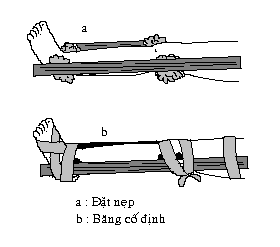 a
b
a : Đặt nẹp
b : Băng cố định